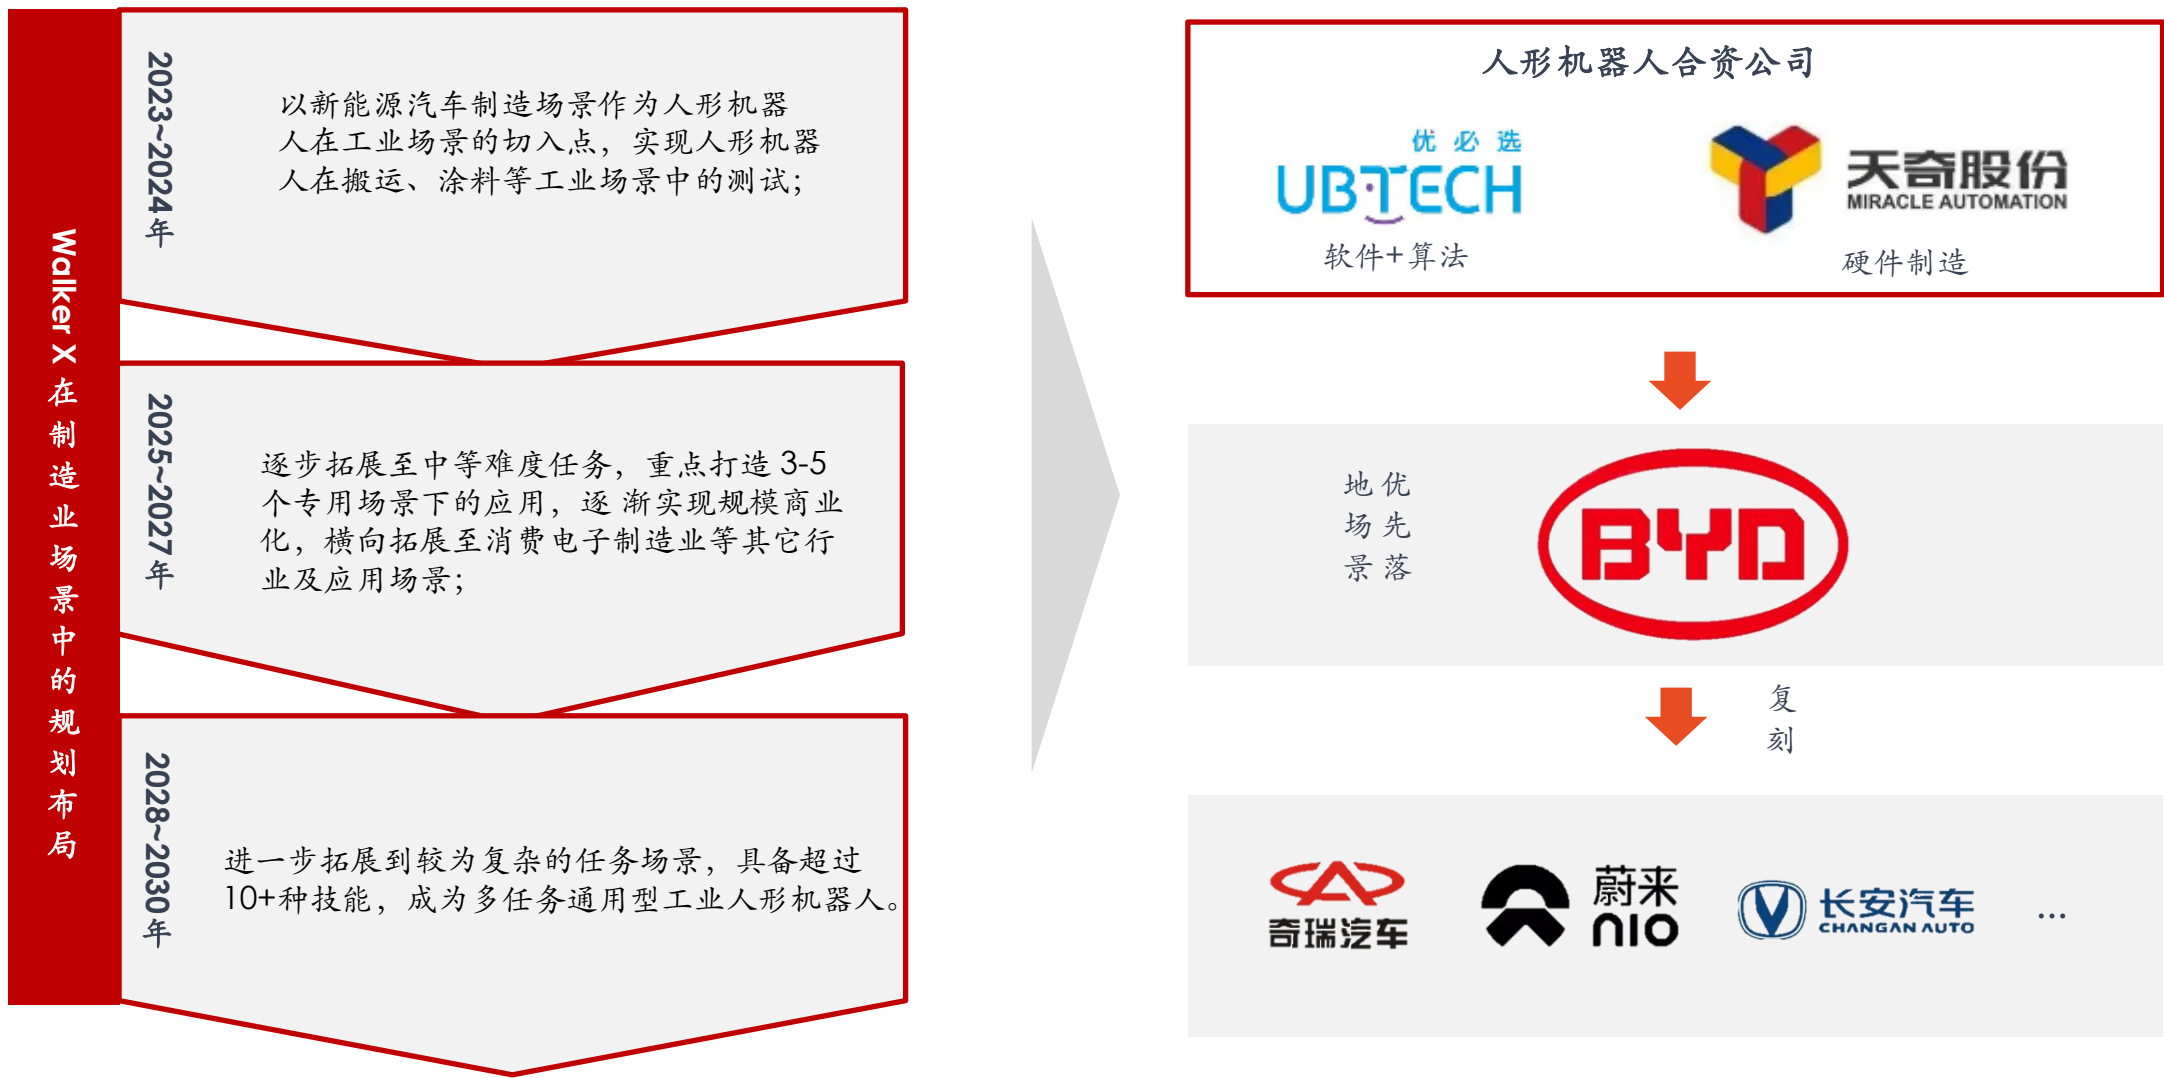 Walker X在制造业场景中的规划布局
2023~2024年
以新能源汽车制造场景作为人形机器
人在工业场景的切入点，实现人形机器
人在搬运、涂料等工业场景中的测试；
2025~2027年
逐步拓展至中等难度任务，重点打造 3-5
个专用场景下的应用，逐 渐实现规模商业
化，横向拓展至消费电子制造业等其它行
业及应用场景；
2028~2030年
进一步拓展到较为复杂的任务场景，具备超过
10+种技能，成为多任务通用型工业人形机器人。
人形机器人合资公司
优必选
UBTECH
软件+算法
天奇股份
MIRACLE AUTOMATION
硬件制造
优先落
地场景
BYD
复刻
奇瑞汽车
蔚来
NIO
长安汽车
CHANGAN AUTO
...